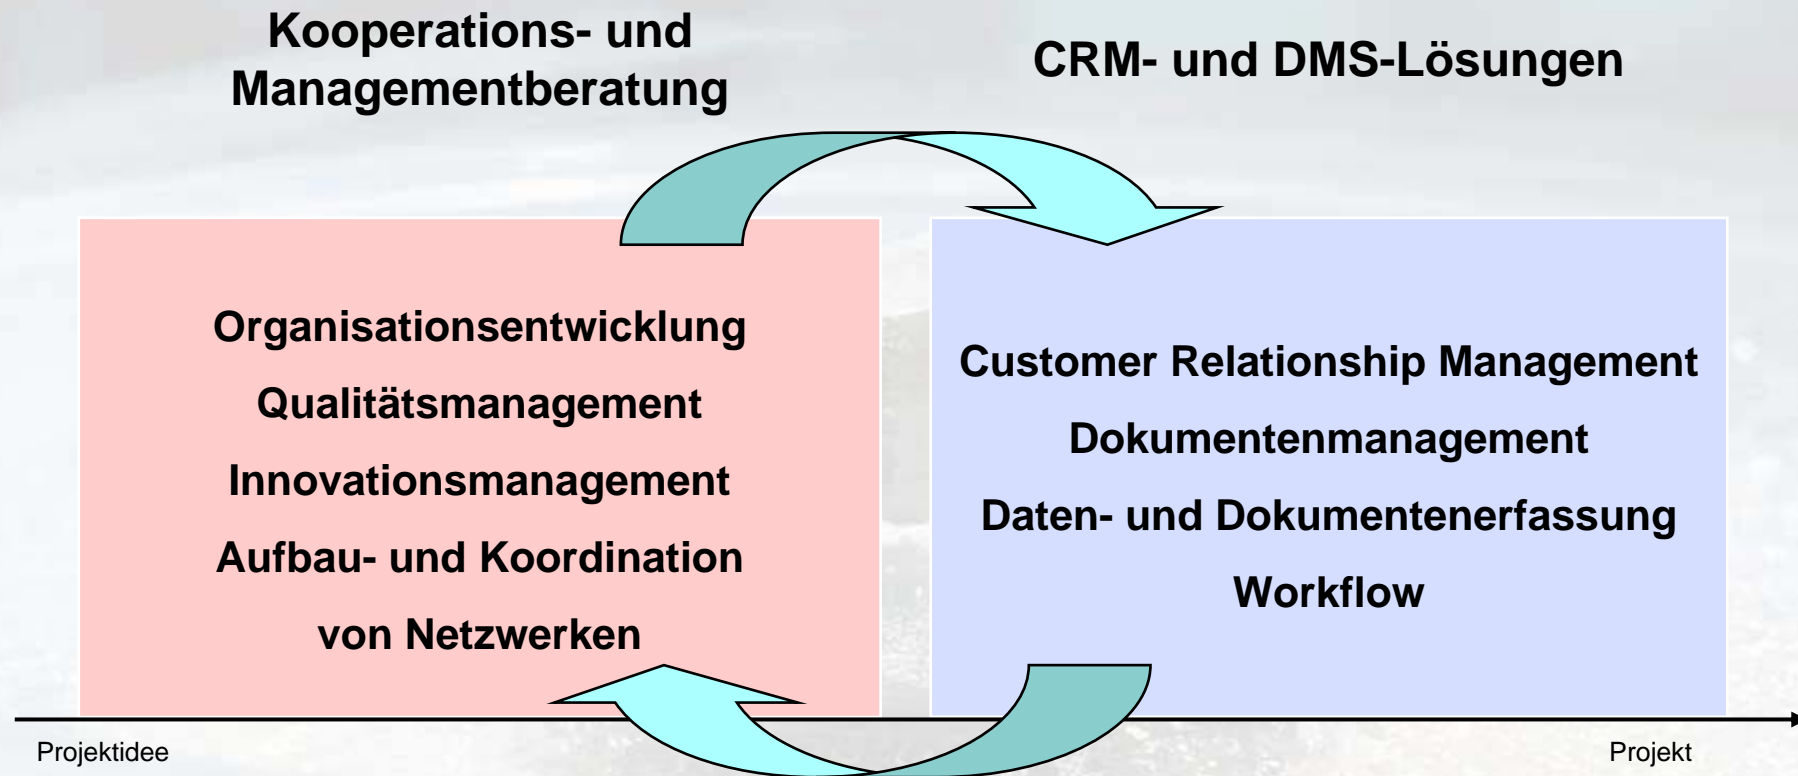 Kooperations- und
Managementberatung
CRM- und DMS-Lösungen
Organisationsentwicklung
Qualitätsmanagement
Innovationsmanagement
Aufbau- und Koordination
von Netzwerken
Customer Relationship Management
Dokumentenmanagement
Daten- und Dokumentenerfassung
Workflow
Projektidee
Projekt